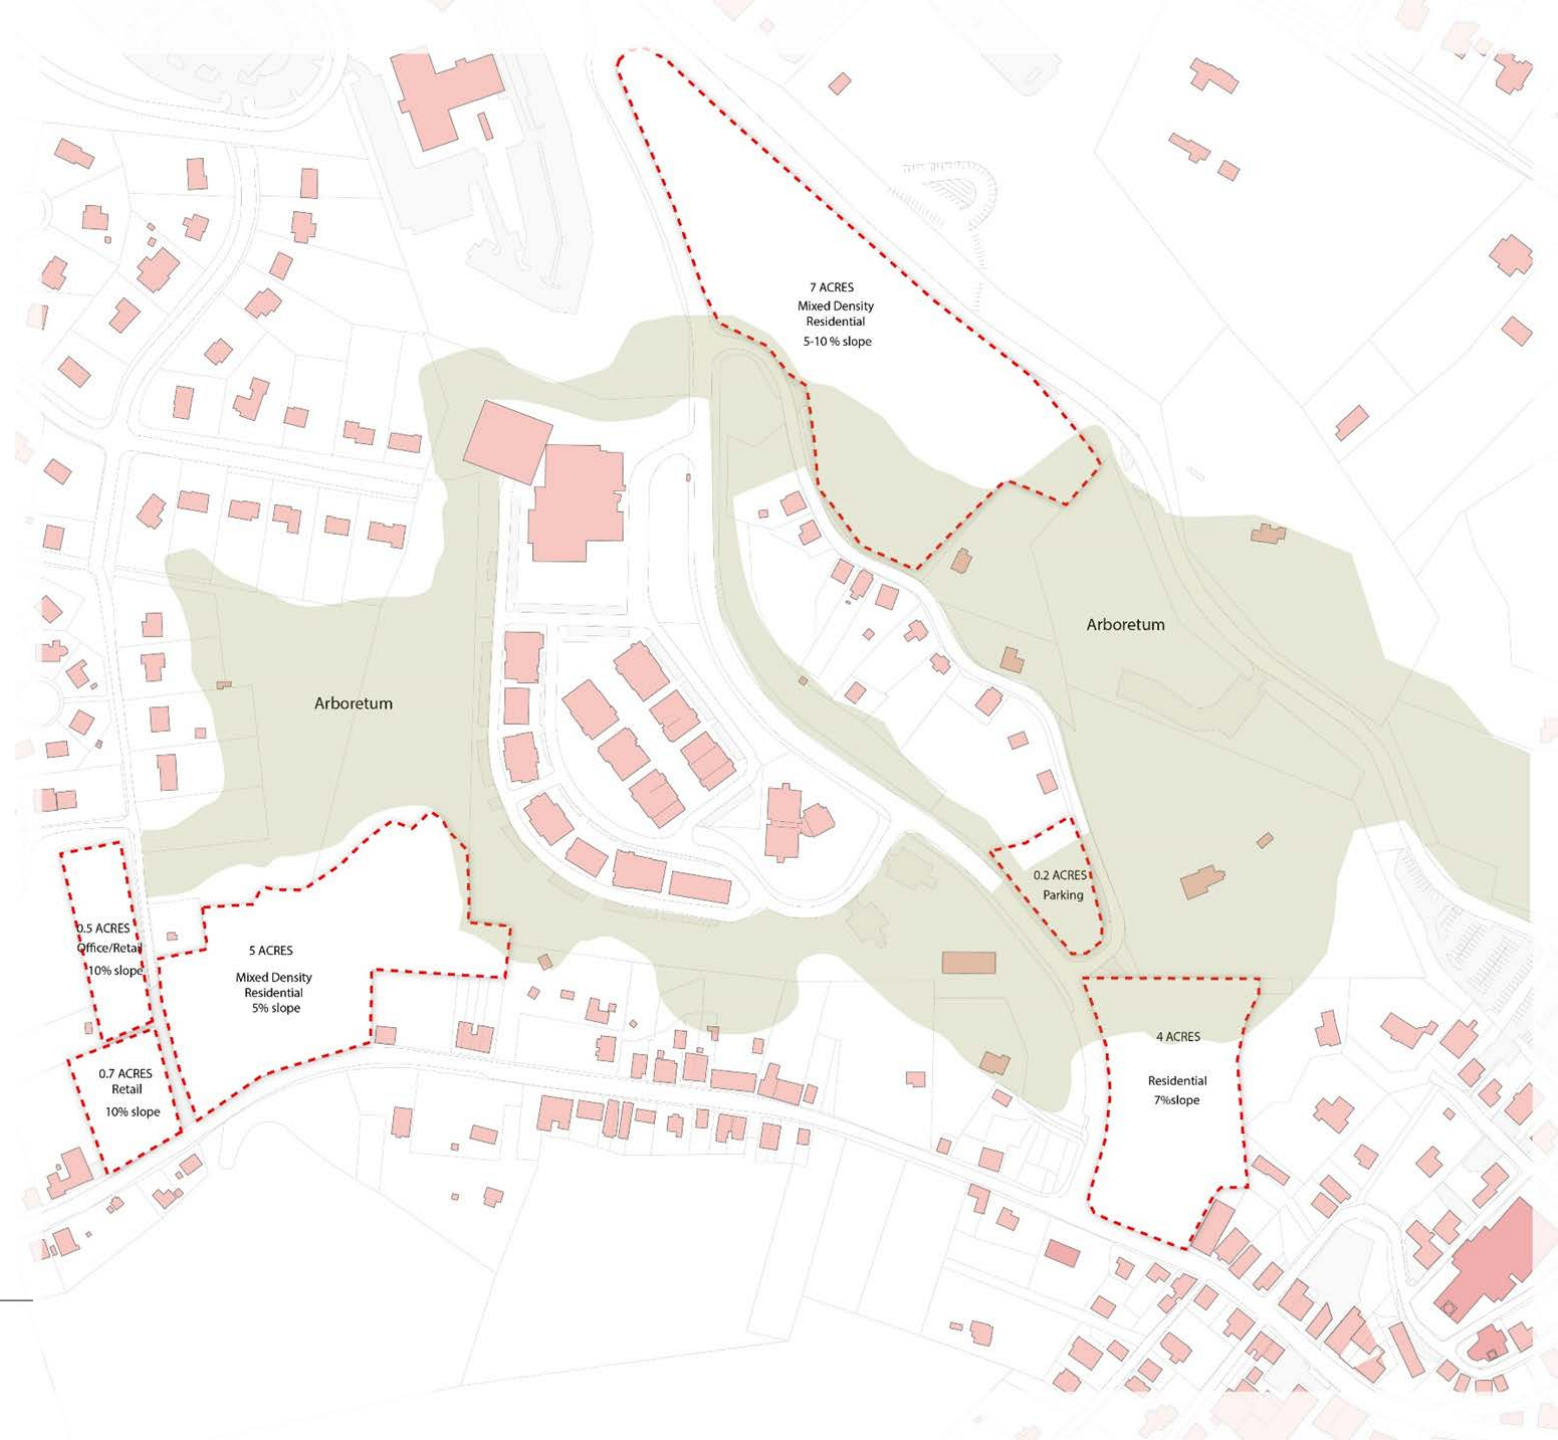 7 ACRES
Mixed Density
Residential
5-10 % slope
Arboretum
Arboretum
0.2 ACRES
Parking
0.5 ACRES
Office/Retail
10% slope
5 ACRES
Mixed Density
Residential
5% slope
4 ACRES
Residential
7%slope
0.7 ACRES
Retail
10% slope